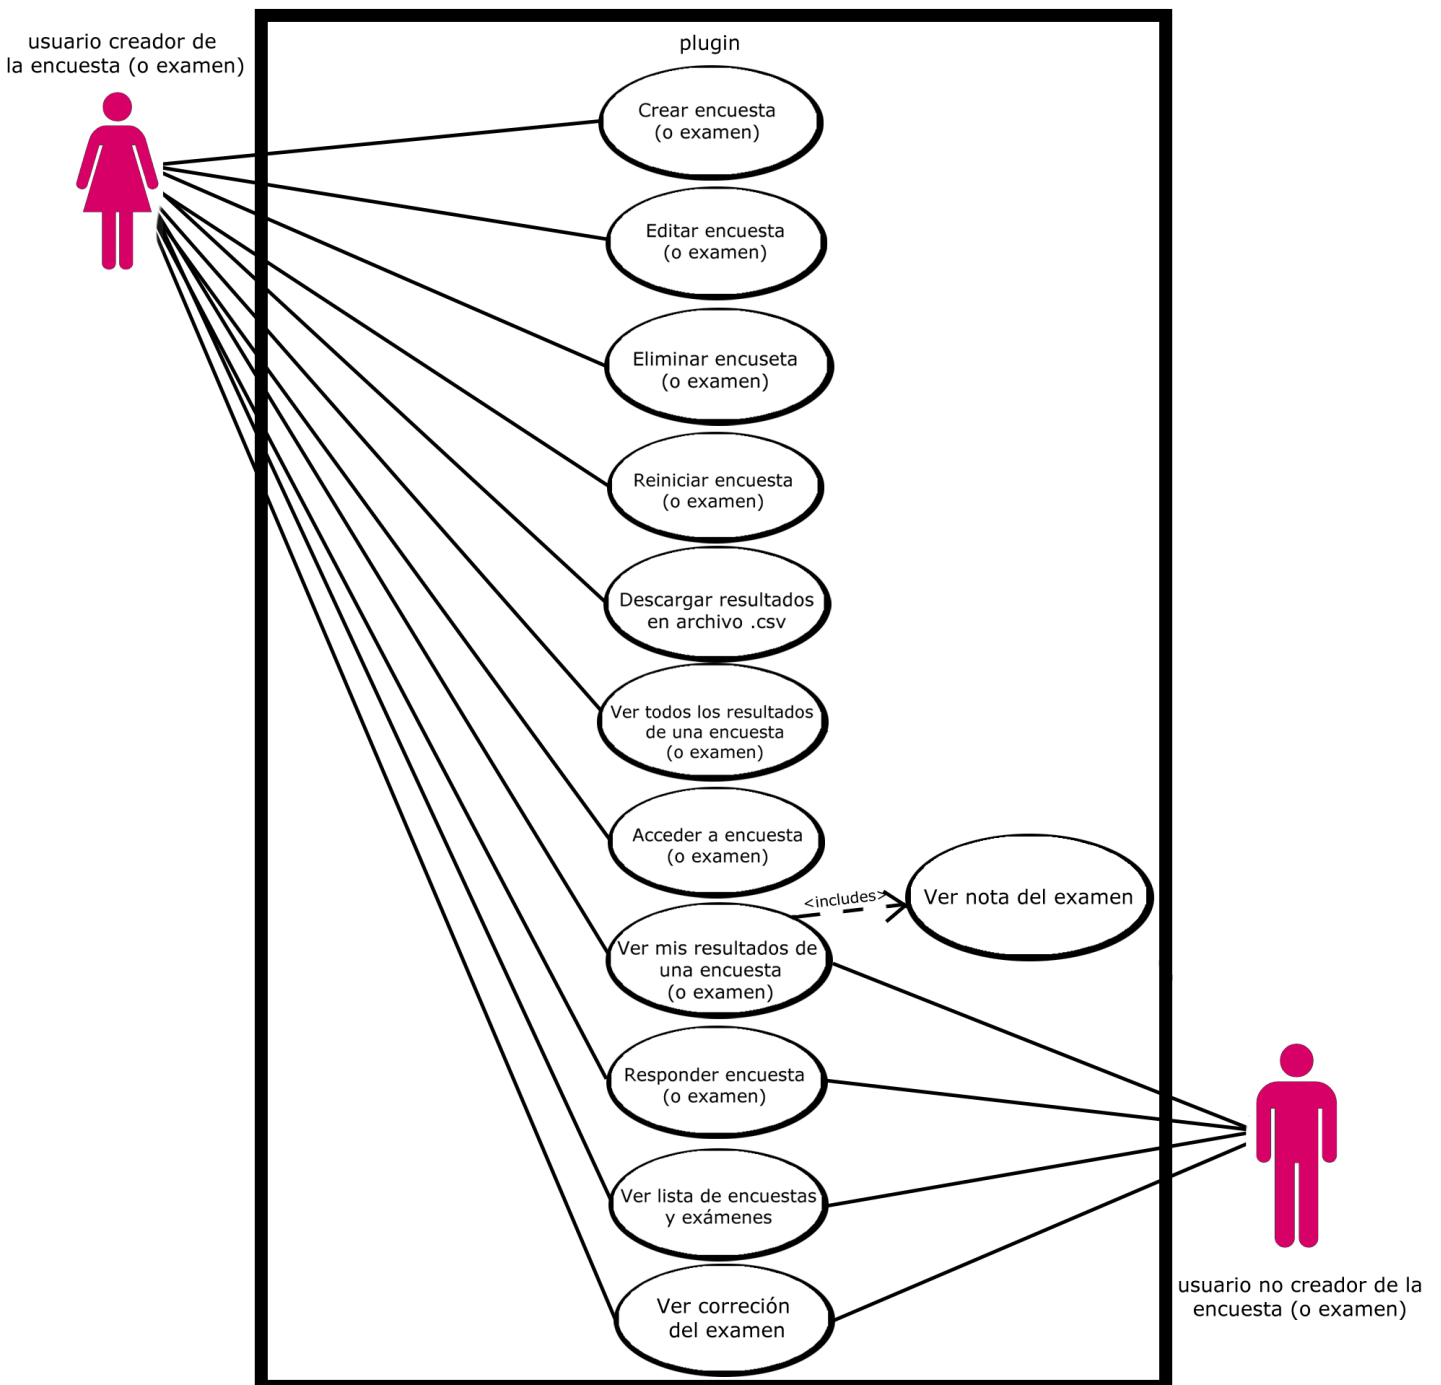 usuario creador de
la encuesta (o examen)
plugin
Crear encuesta
(o examen)
Editar encuesta
(o examen)
Eliminar encuseta
(o examen)
Reiniciar encuesta
(o examen)
Descargar resultados
en archivo .csv
Ver todos los resultados
de una encuesta
(o examen)
Acceder a encuesta
(o examen)
<includes>
Ver nota del examen
Ver mis resultados de
una encuesta
(o examen)
Responder encuesta
(o examen)
Ver lista de encuestas
y exámenes
Ver correción
del examen
usuario no creador de la
encuesta (o examen)